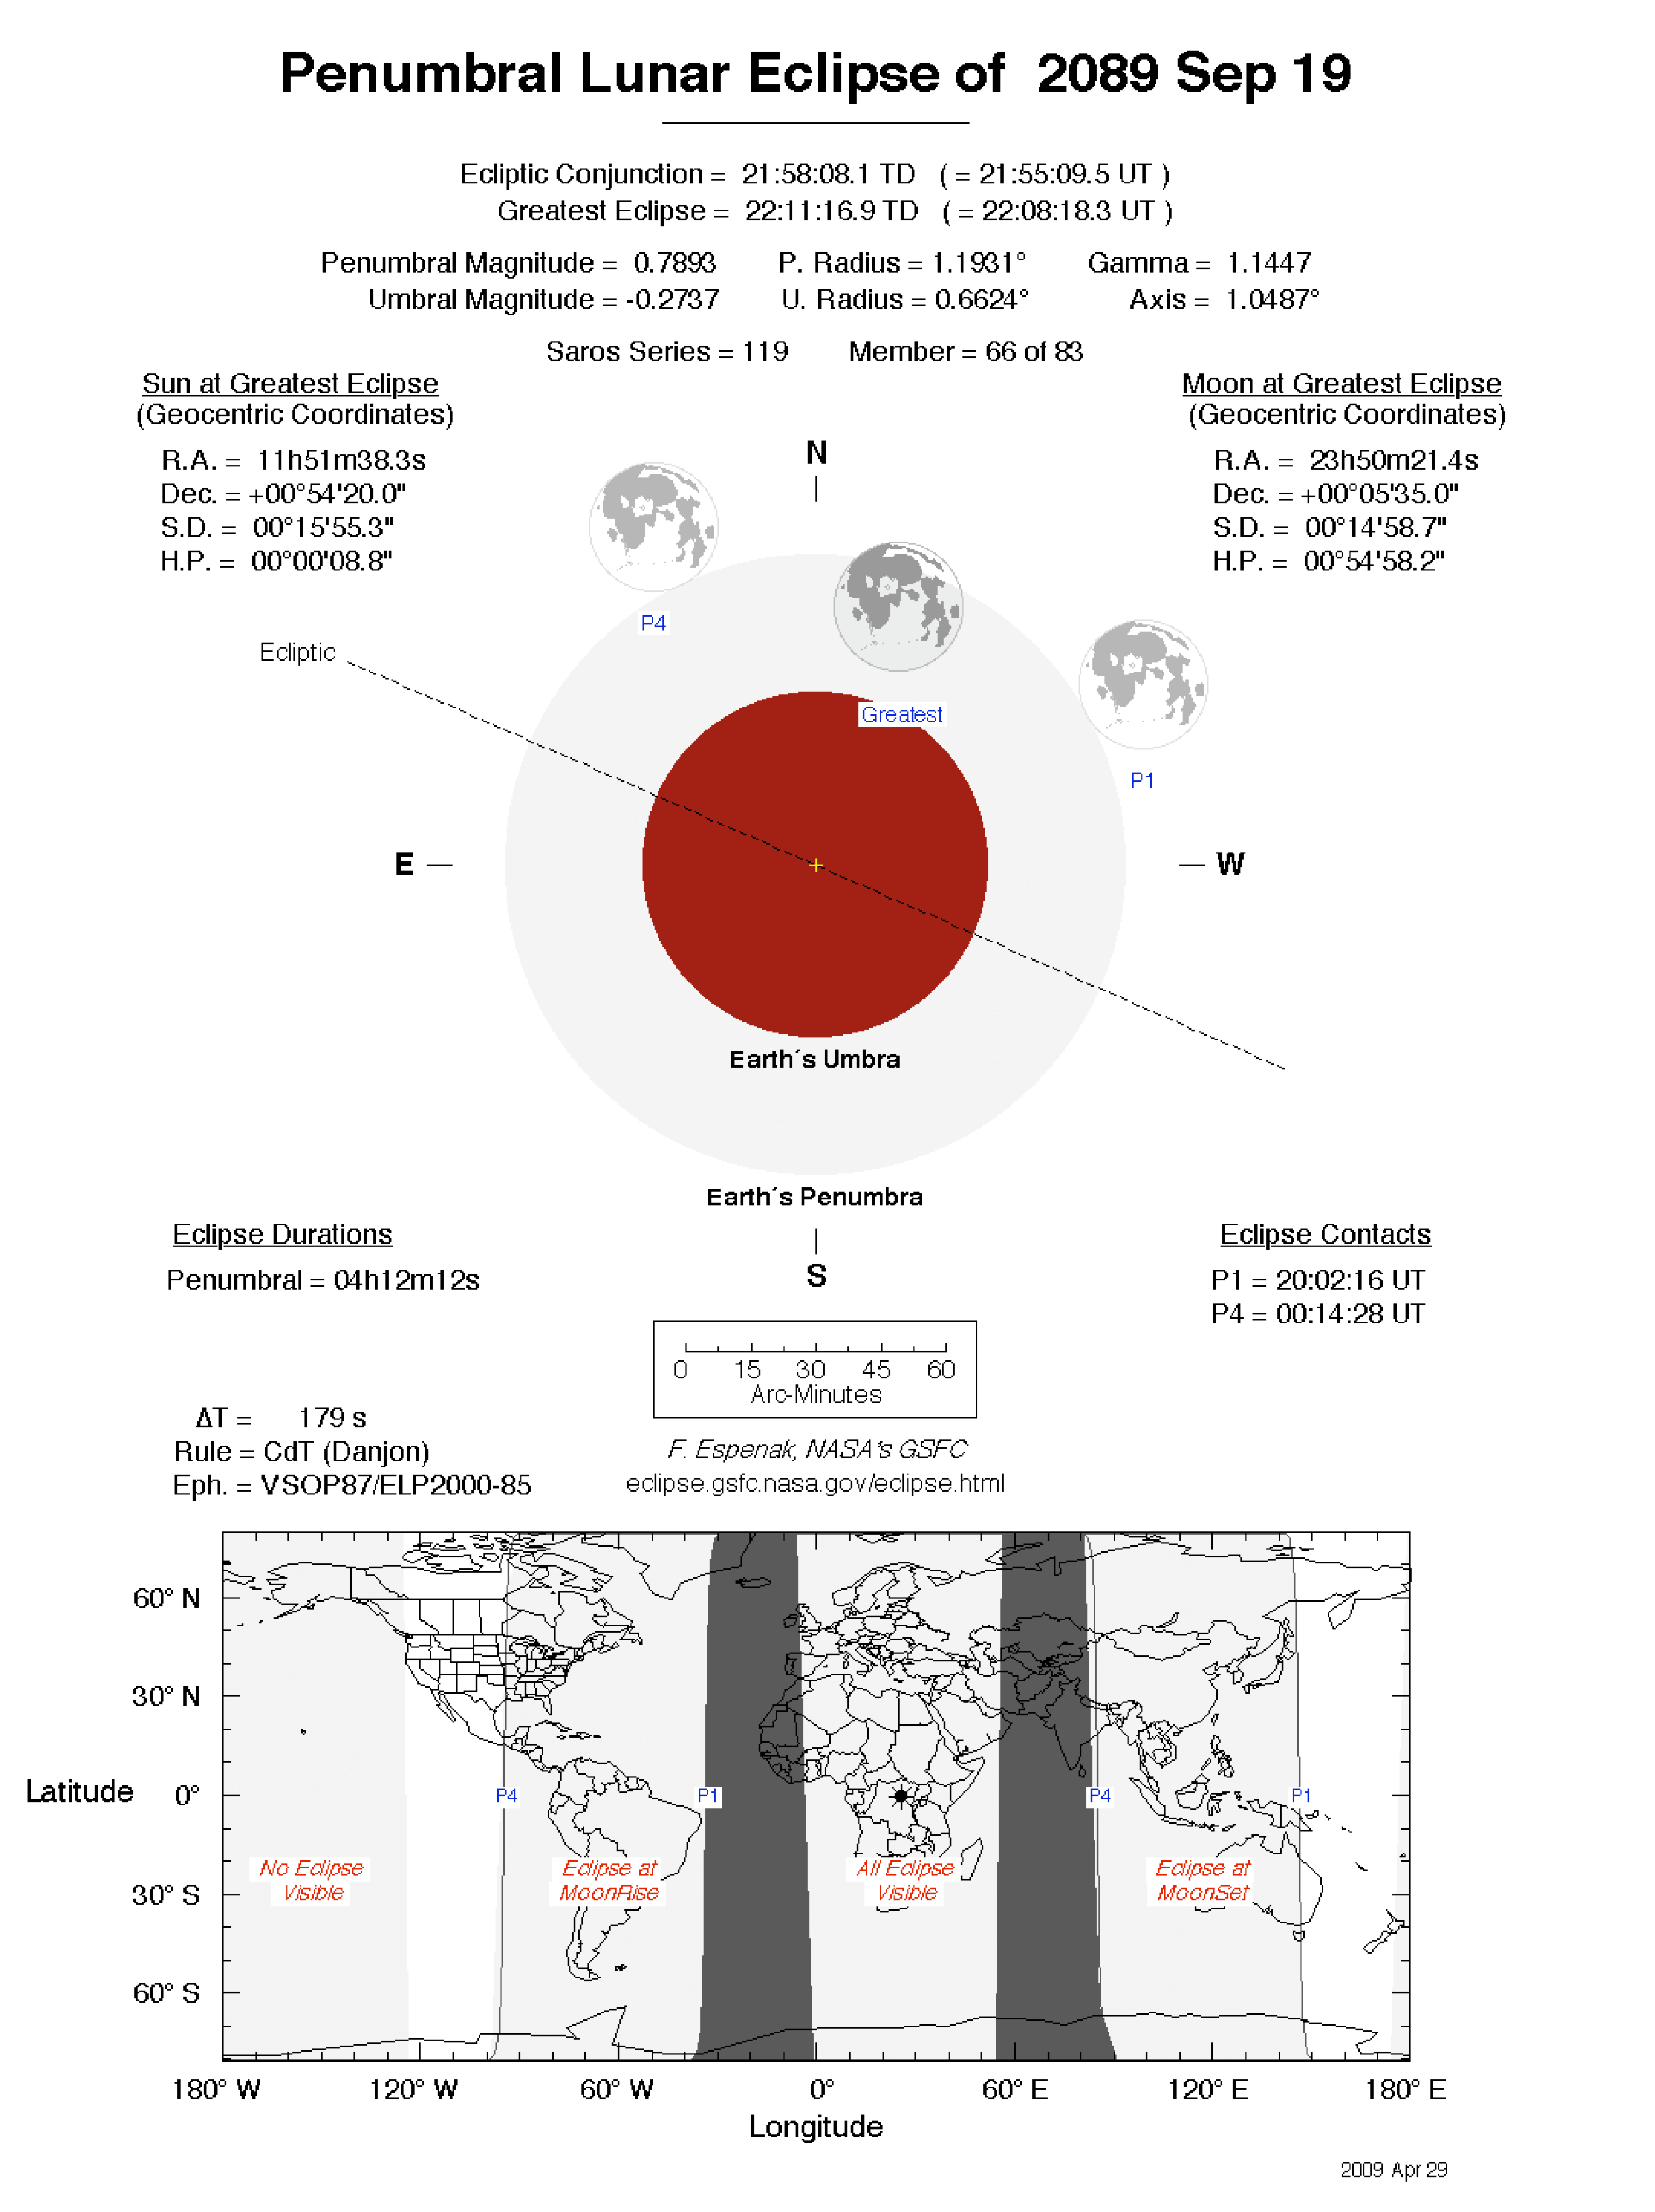 Penumbral Lunar Eclipse of  2089 Sep 19
Ecliptic Conjunction =  21:58:08.1 TD   ( = 21:55:09.5 UT )
Greatest Eclipse =  22:11:16.9 TD   ( = 22:08:18.3 UT )
Penumbral Magnitude =  0.7893   P. Radius = 1.1931°   Gamma =  1.1447
Umbral Magnitude = -0.2737   U. Radius = 0.6624°   Axis =  1.0487°
Saros Series = 119   Member = 66 of 83
Sun at Greatest Eclipse
(Geocentric Coordinates)
R.A. =  11h51m38.3s
Dec. = +00°54'20.0"
S.D. =  00°15'55.3"
H.P. =  00°00'08.8"
Moon at Greatest Eclipse
(Geocentric Coordinates)
R.A. =  23h50m21.4s
Dec. = +00°05'35.0"
S.D. =  00°14'58.7"
H.P. =  00°54'58.2"
N
P4
Ecliptic
Greatest
P1
E
W
Earth´s Umbra
Earth´s Penumbra
S
Eclipse Durations
Penumbral = 04h12m12s
Eclipse Contacts
P1 = 20:02:16 UT
P4 = 00:14:28 UT
0 15 30 45 60
Arc-Minutes
ΔT =   179 s
Rule = CdT (Danjon)
Eph. = VSOP87/ELP2000-85
F. Espenak, NASA's GSFC
eclipse.gsfc.nasa.gov/eclipse.html
60° N
30° N
Latitude 0°
30° S
60° S
P4 P1 P4 P1
No Eclipse
Visible
Eclipse at
MoonRise
All Eclipse
Visible
Eclipse at
MoonSet
180° W 120° W 60° W 0° 60° E 120° E 180° E
Longitude
2009 Apr 29